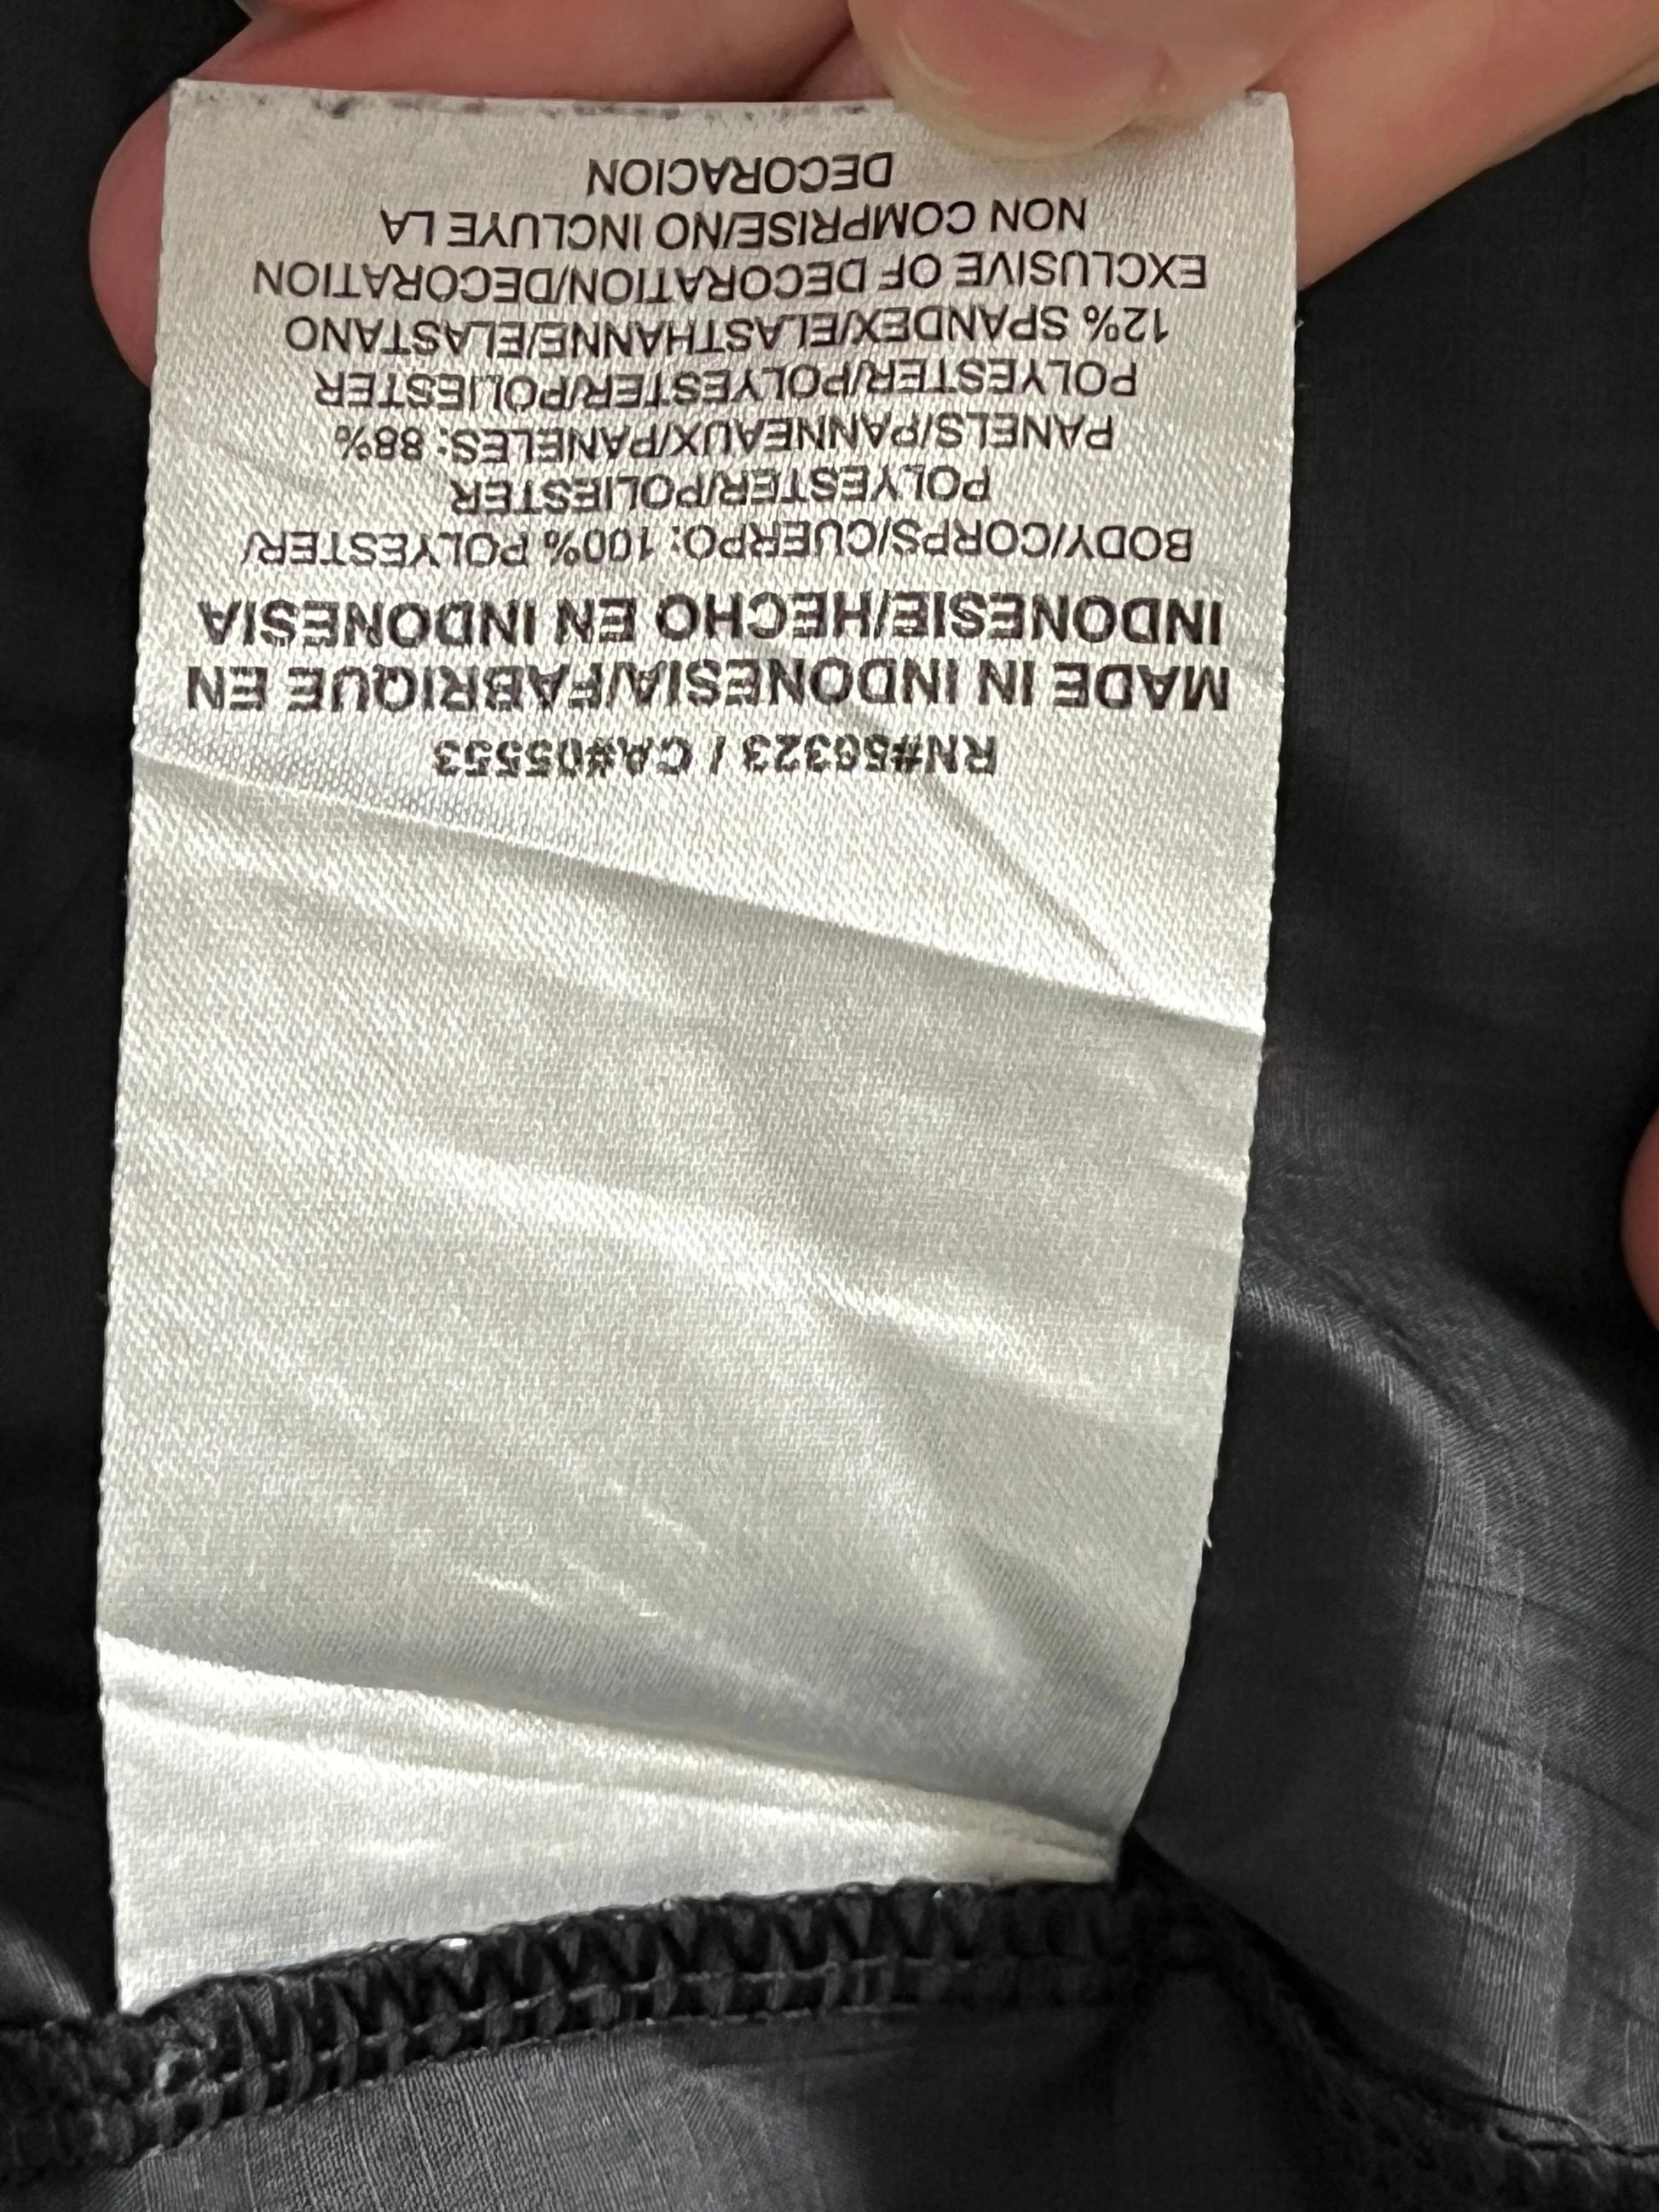 RN#56323 / CA#05553
MADE IN INDONESIA/FABRIQUE EN
INDONESIE/HECHO EN INDONESIA
BODY/CORPS/CUERPO: 100% POLYESTER/
POLYESTER/POLIESTER
PANELS/PANNEAUX/PANELES: 88%
POLYESTER/POLYESTER/POLIESTER
12% SPANDEX/ELASTHANNE/ELASTANO
EXCLUSIVE OF DECORATION/DECORATION
NON COMPRISE/NO INCLUYE LA
DECORACION